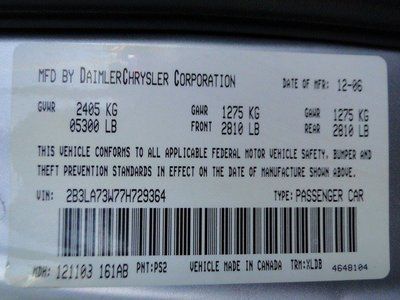 MFD BY DAIMLERCHRYSLER CORPORATION DATE OF MFR: 12-06
GVWR 2405 KG GAWR 1275 KG GAWR 1275 KG
05300 LB FRONT 2810 LB REAR 2810 LB
THIS VEHICLE CONFORMS TO ALL APPLICABLE FEDERAL MOTOR VEHICLE SAFETY, BUMPER AND
THEFT PREVENTION STANDARDS IN EFFECT ON THE DATE OF MANUFACTURE SHOWN ABOVE.
VIN: 2B3LA73W77H729364 TYPE: PASSENGER CAR
MDH: 121103 161AB PNT: PS2 VEHICLE MADE IN CANADA TRM: XLDB 4648104